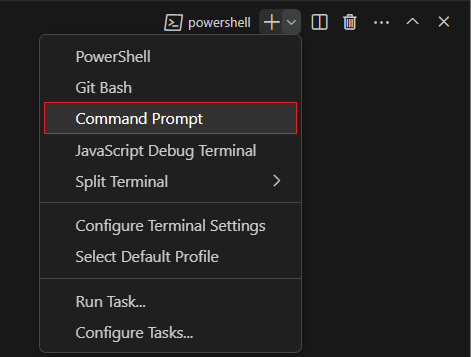 powershell
PowerShell
Git Bash
Command Prompt
JavaScript Debug Terminal
Split Terminal
Configure Terminal Settings
Select Default Profile
Run Task...
Configure Tasks...